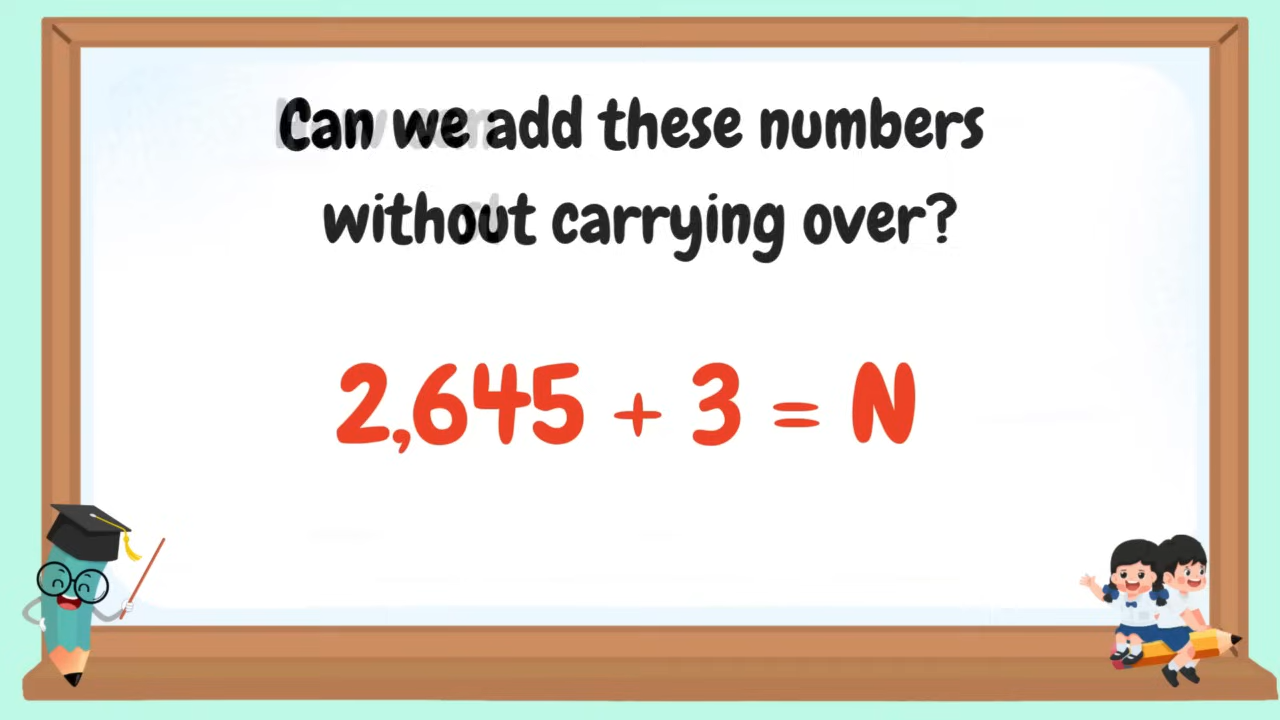 Can we add these numbers
without carrying over?
2,645 + 3 = N